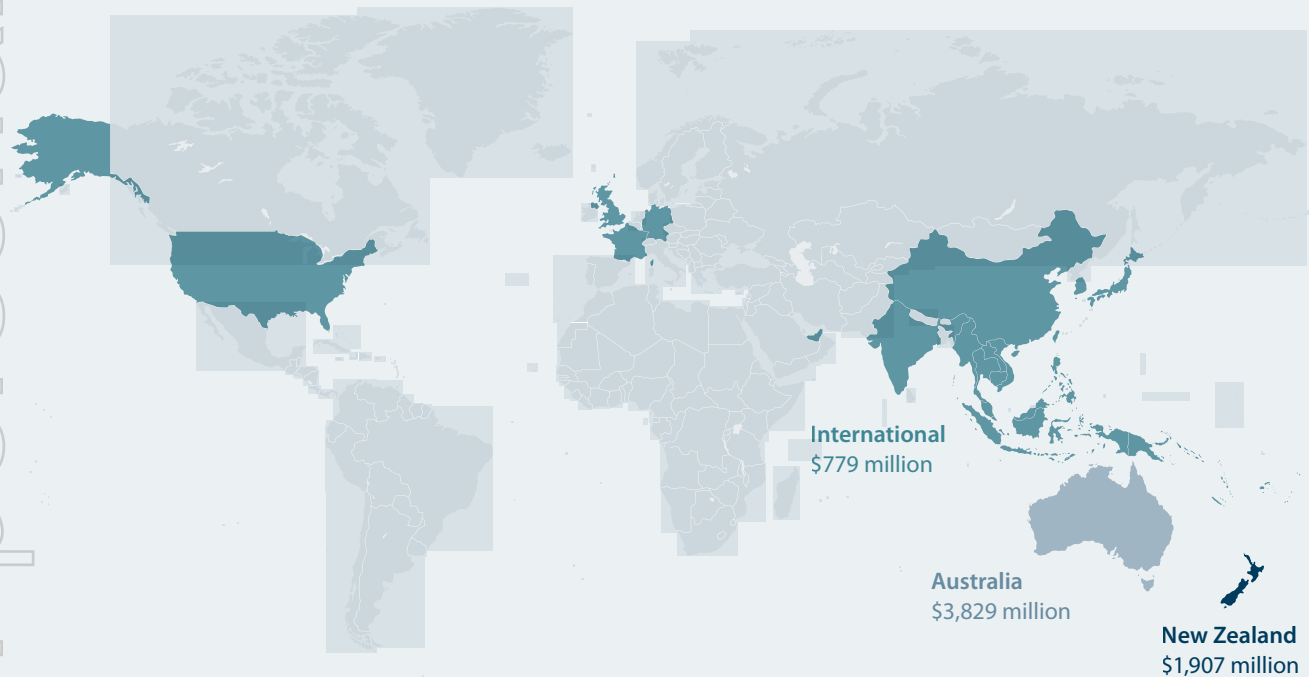 International
$779 million
Australia
$3,829 million
New Zealand
$1,907 million